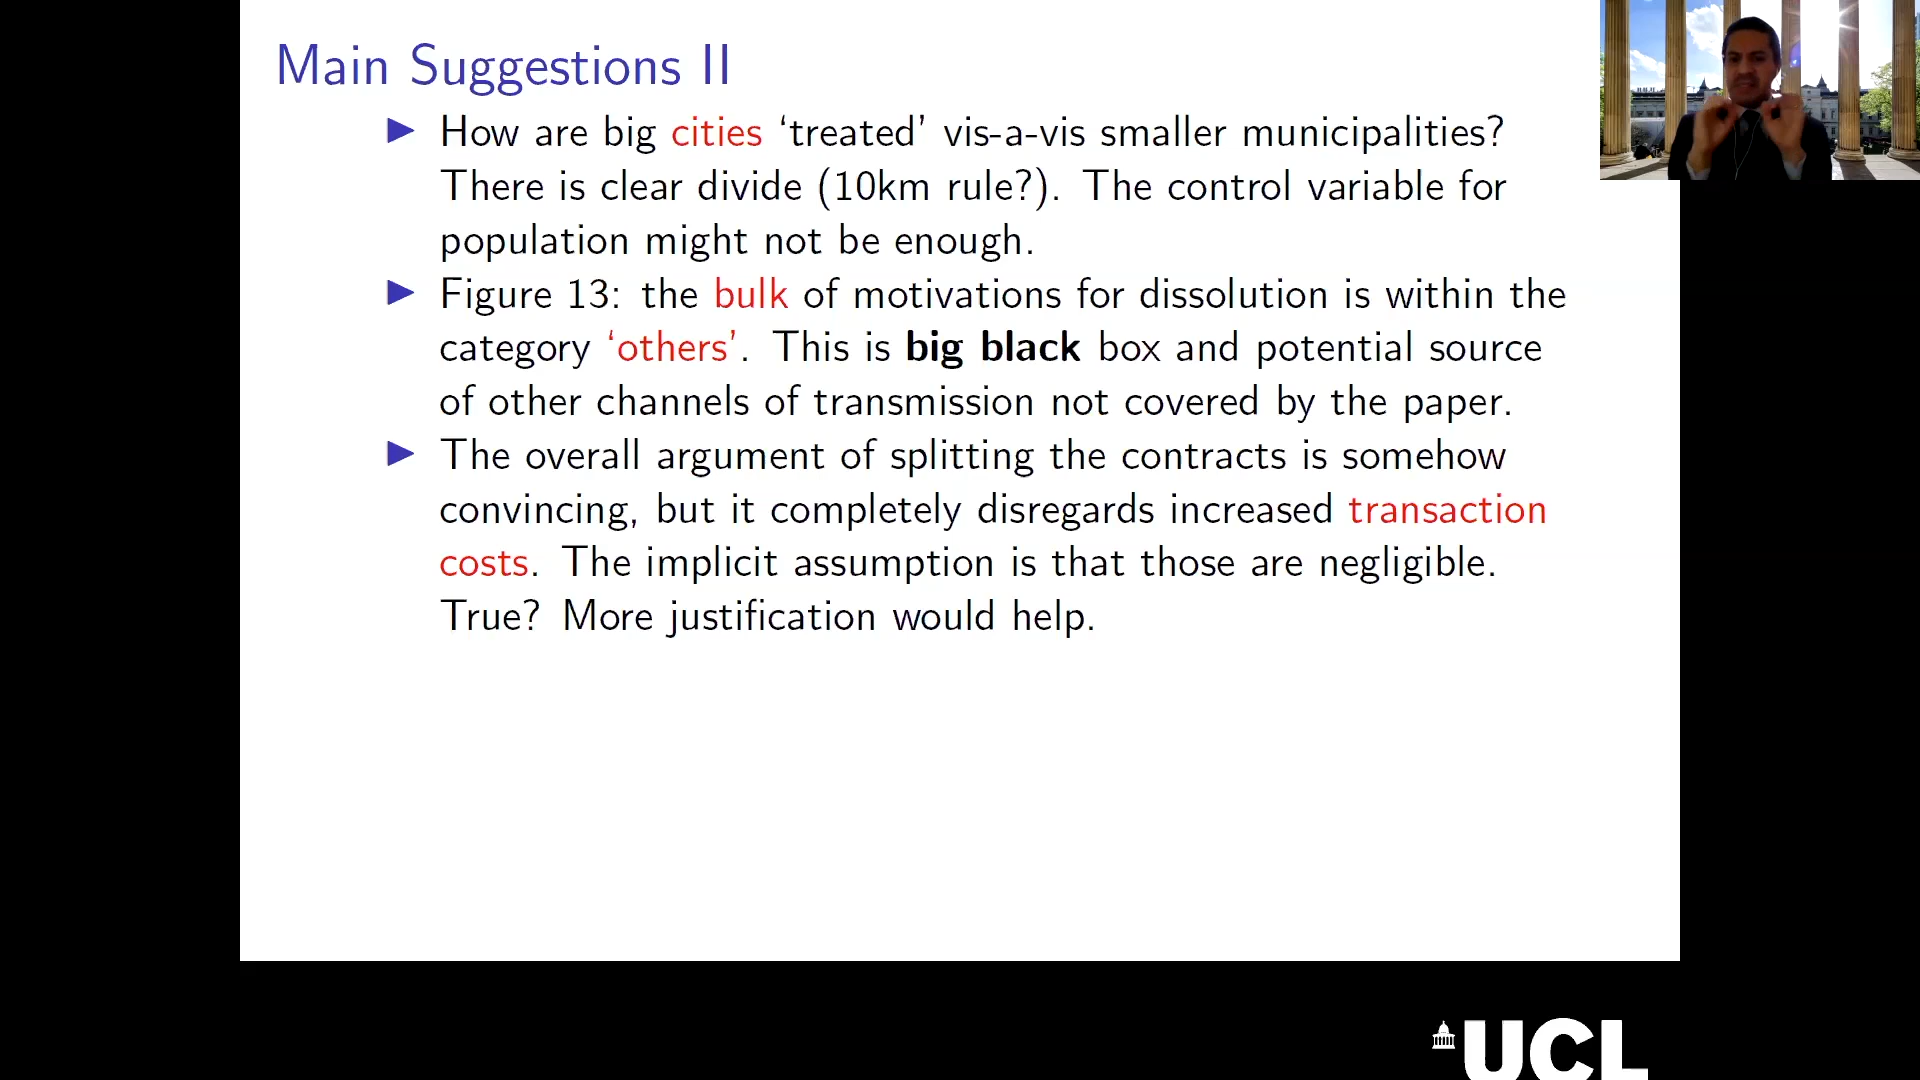 Main Suggestions II
▶ How are big cities ‘treated’ vis-a-vis smaller municipalities?
There is clear divide (10km rule?). The control variable for
population might not be enough.
▶ Figure 13: the bulk of motivations for dissolution is within the
category ‘others’. This is big black box and potential source
of other channels of transmission not covered by the paper.
▶ The overall argument of splitting the contracts is somehow
convincing, but it completely disregards increased transaction
costs. The implicit assumption is that those are negligible.
True? More justification would help.
UCL